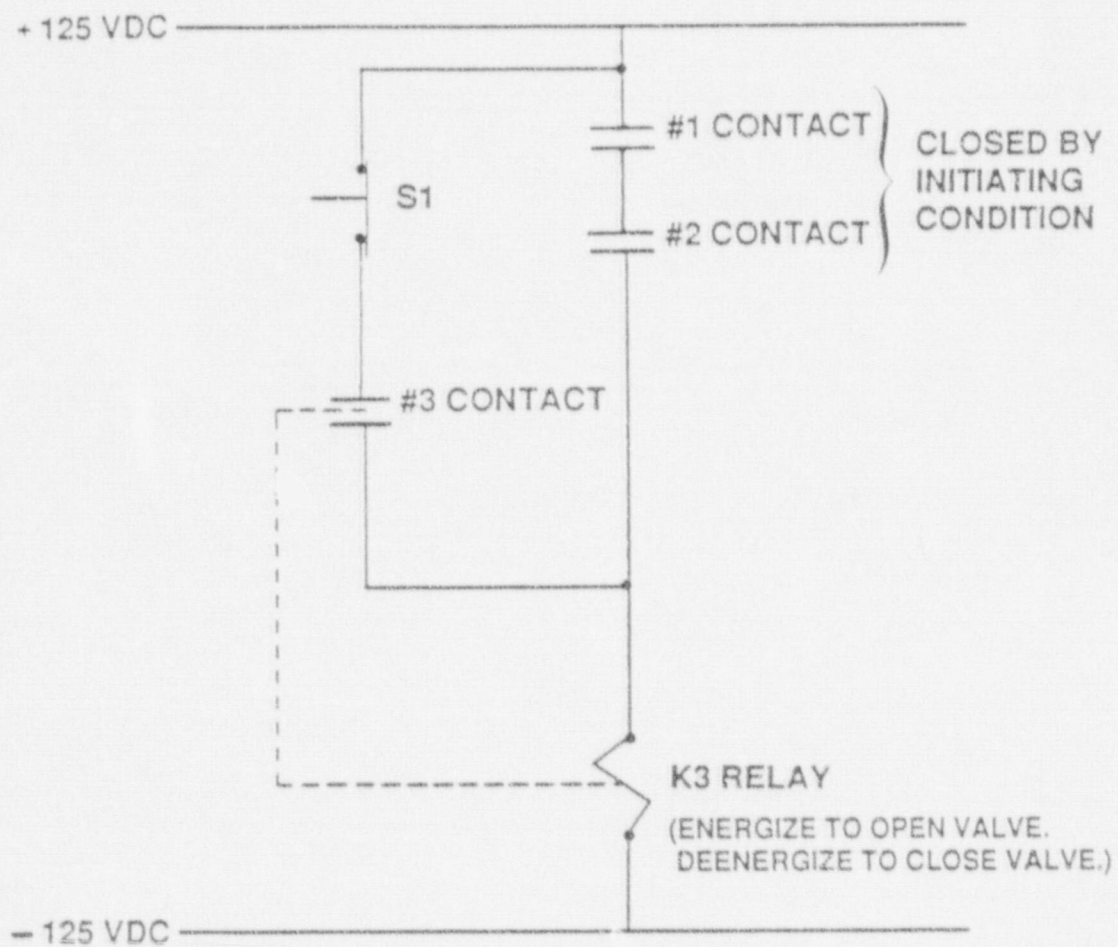 + 125 VDC
#1 CONTACT
CLOSED BY
INITIATING
CONDITION
S1
#2 CONTACT
#3 CONTACT
K3 RELAY
(ENERGIZE TO OPEN VALVE.
DEENERGIZE TO CLOSE VALVE.)
— 125 VDC